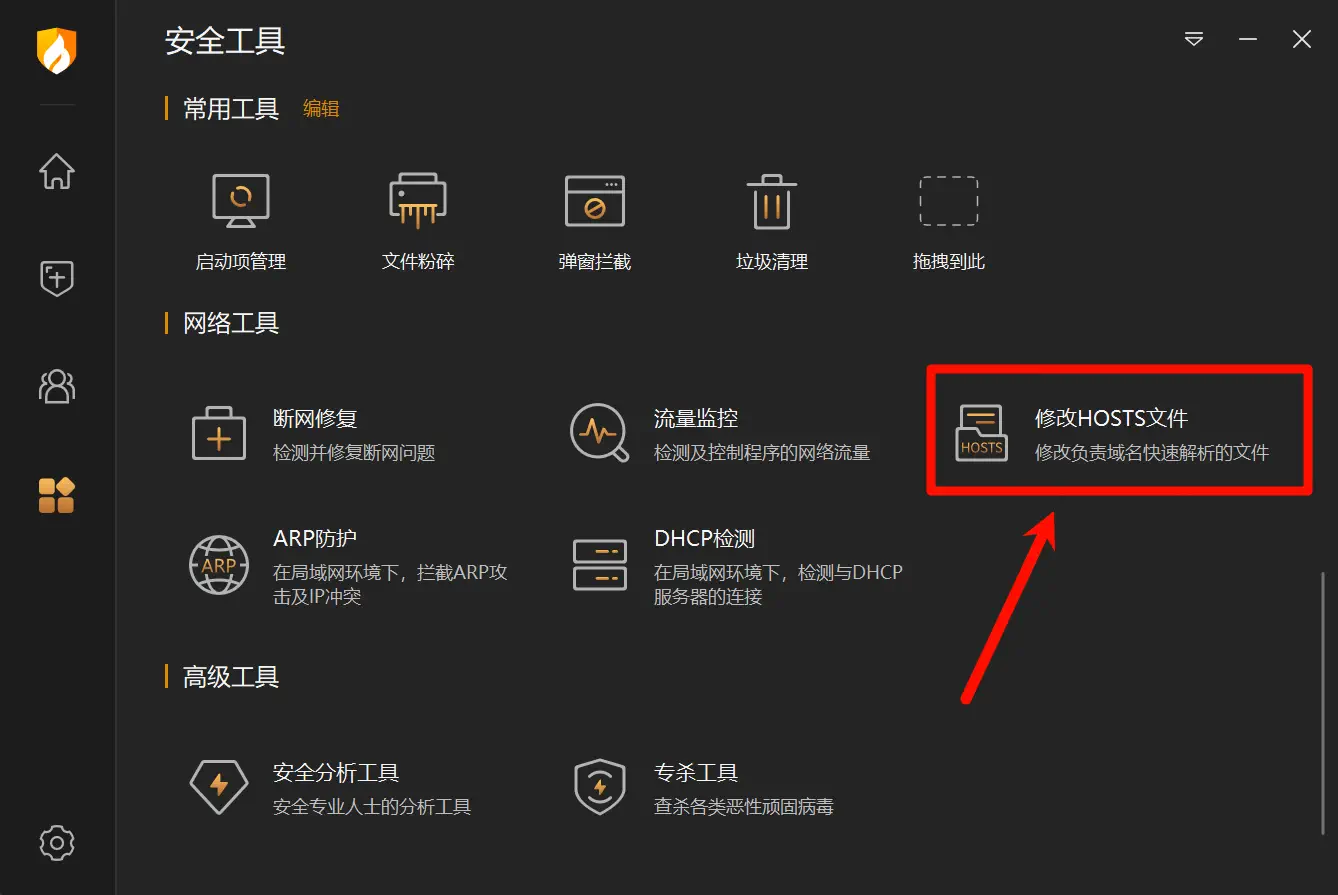 安全工具
常用工具 编辑
启动项管理 文件粉碎 弹窗拦截 垃圾清理 拖拽到此
网络工具
断网修复
检测并修复断网问题
流量监控
检测及控制程序的网络流量
HOSTS
修改HOSTS文件
修改负责域名快速解析的文件
ARP
ARP防护
在局域网环境下，拦截ARP攻
击及IP冲突
DHCP检测
在局域网环境下，检测与DHCP
服务器的连接
高级工具
安全分析工具
安全专业人士的分析工具
专杀工具
查杀各类恶性顽固病毒